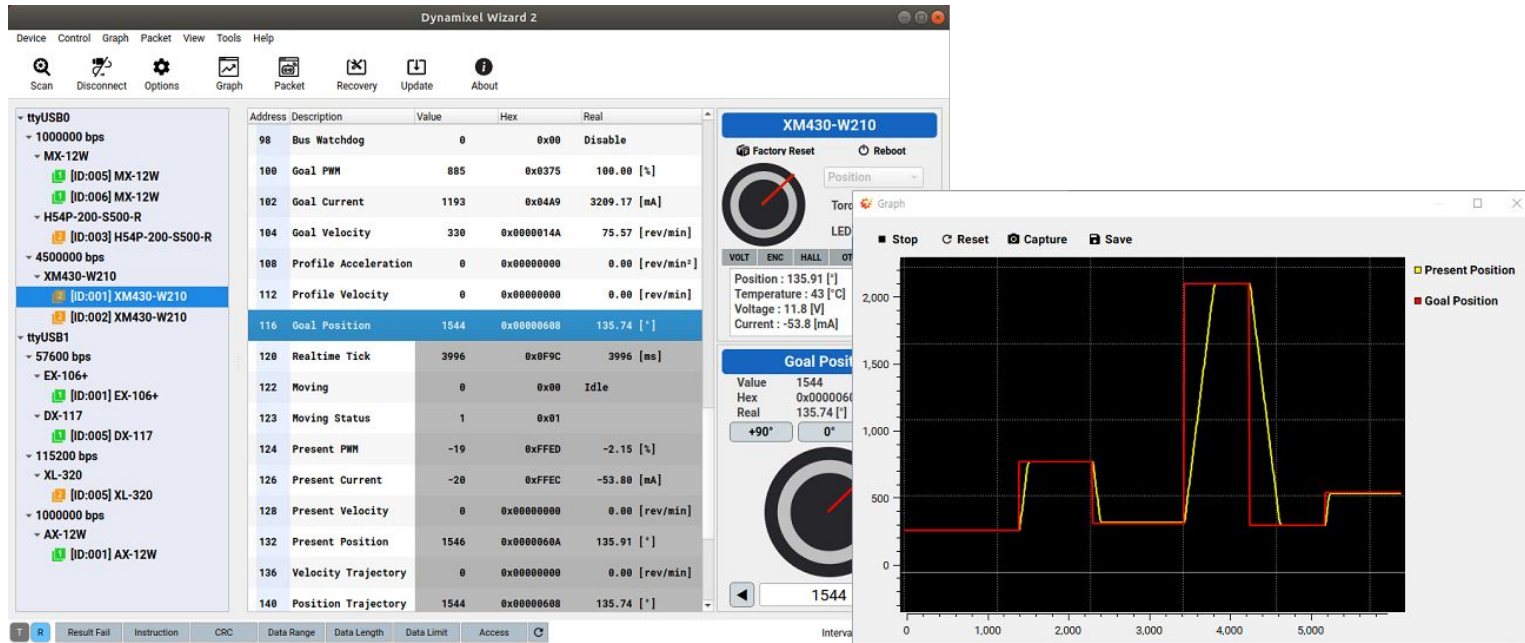 Dynamixel Wizard 2
Device Control Graph Packet View Tools Help
Scan Disconnect Options Graph Packet Recovery Update About
ttyUSB0
1000000 bps
MX-12W
[ID:005] MX-12W
[ID:006] MX-12W
H54P-200-S500-R
[ID:003] H54P-200-S500-R
4500000 bps
XM430-W210
[ID:001] XM430-W210
[ID:002] XM430-W210
ttyUSB1
57600 bps
EX-106+
[ID:001] EX-106+
DX-117
[ID:005] DX-117
115200 bps
XL-320
[ID:005] XL-320
1000000 bps
AX-12W
[ID:001] AX-12W
Address Description Value Hex Real
98 Bus Watchdog 0 0x00 Disable
100 Goal PWM 885 0x0375 100.00 [%]
102 Goal Current 1193 0x04A9 3209.17 [mA]
104 Goal Velocity 330 0x0000014A 75.57 [rev/min]
108 Profile Acceleration 0 0x00000000 0.00 [rev/min²]
112 Profile Velocity 0 0x00000000 0.00 [rev/min]
116 Goal Position 1544 0x00000608 135.74 [°]
120 Realtime Tick 3996 0x0F9C 3996 [ms]
122 Moving 0 0x00 Idle
123 Moving Status 1 0x01
124 Present PWM -19 0xFFED -2.15 [%]
126 Present Current -20 0xFFEC -53.80 [mA]
128 Present Velocity 0 0x00000000 0.00 [rev/min]
132 Present Position 1546 0x0000060A 135.91 [°]
136 Velocity Trajectory 0 0x00000000 0.00 [rev/min]
140 Position Trajectory 1544 0x00000608 135.74 [°]
XM430-W210
Factory Reset Reboot
Position
Torq
LED
VOLT ENC HALL OT
Position : 135.91 [°]
Temperature : 43 [°C]
Voltage : 11.8 [V]
Current : -53.8 [mA]
Goal Posit
Value 1544
Hex 0x0000060
Real 135.74 [°]
+90° 0°
1544
Graph
Stop Reset Capture Save
Present Position
Goal Position
2,000
1,500
1,000
500
0
0 1,000 2,000 3,000 4,000 5,000
T R Result Fail Instruction CRC Data Range Data Length Data Limit Access
Interva